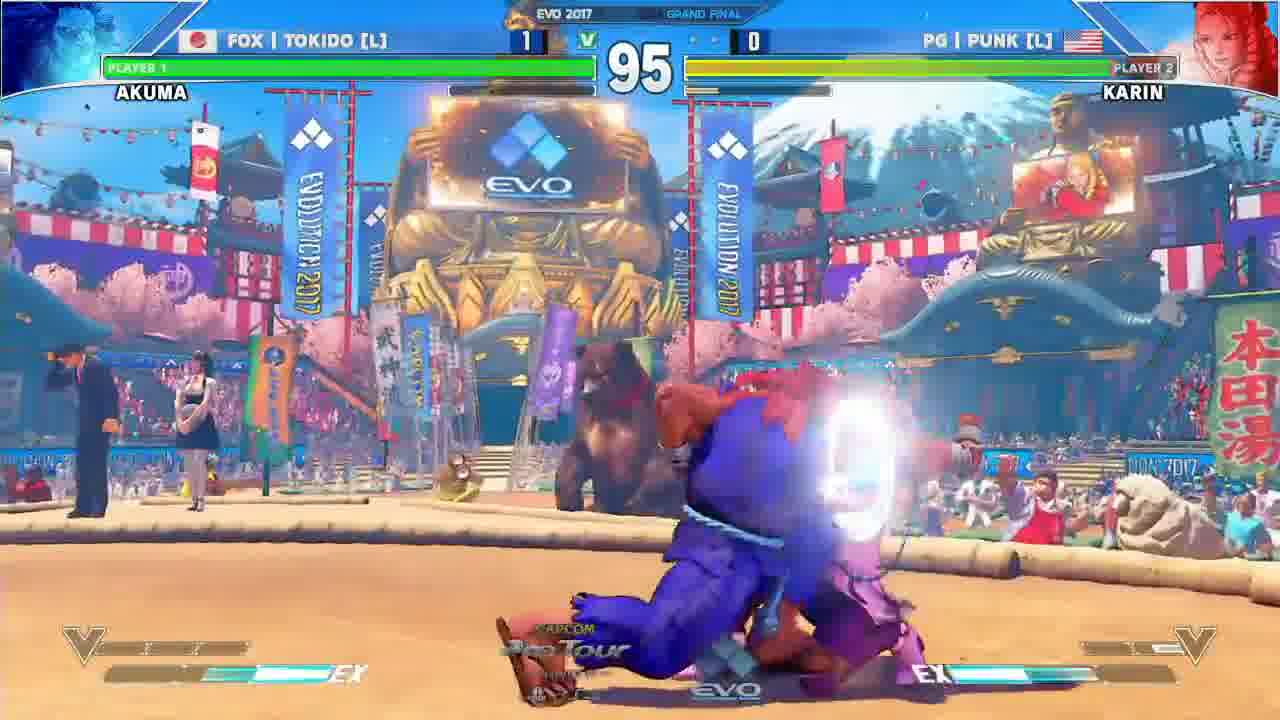 EVO 2017 GRAND FINAL
FOX | TOKIDO [L] 1 V 0 PG | PUNK [L]
95
PLAYER 1 PLAYER 2
AKUMA KARIN
EVO
EVOLUTION 2017
EVOLUTION 2017
本田湯
CAPCOM
Pro Tour
EVO
V V
EX EX